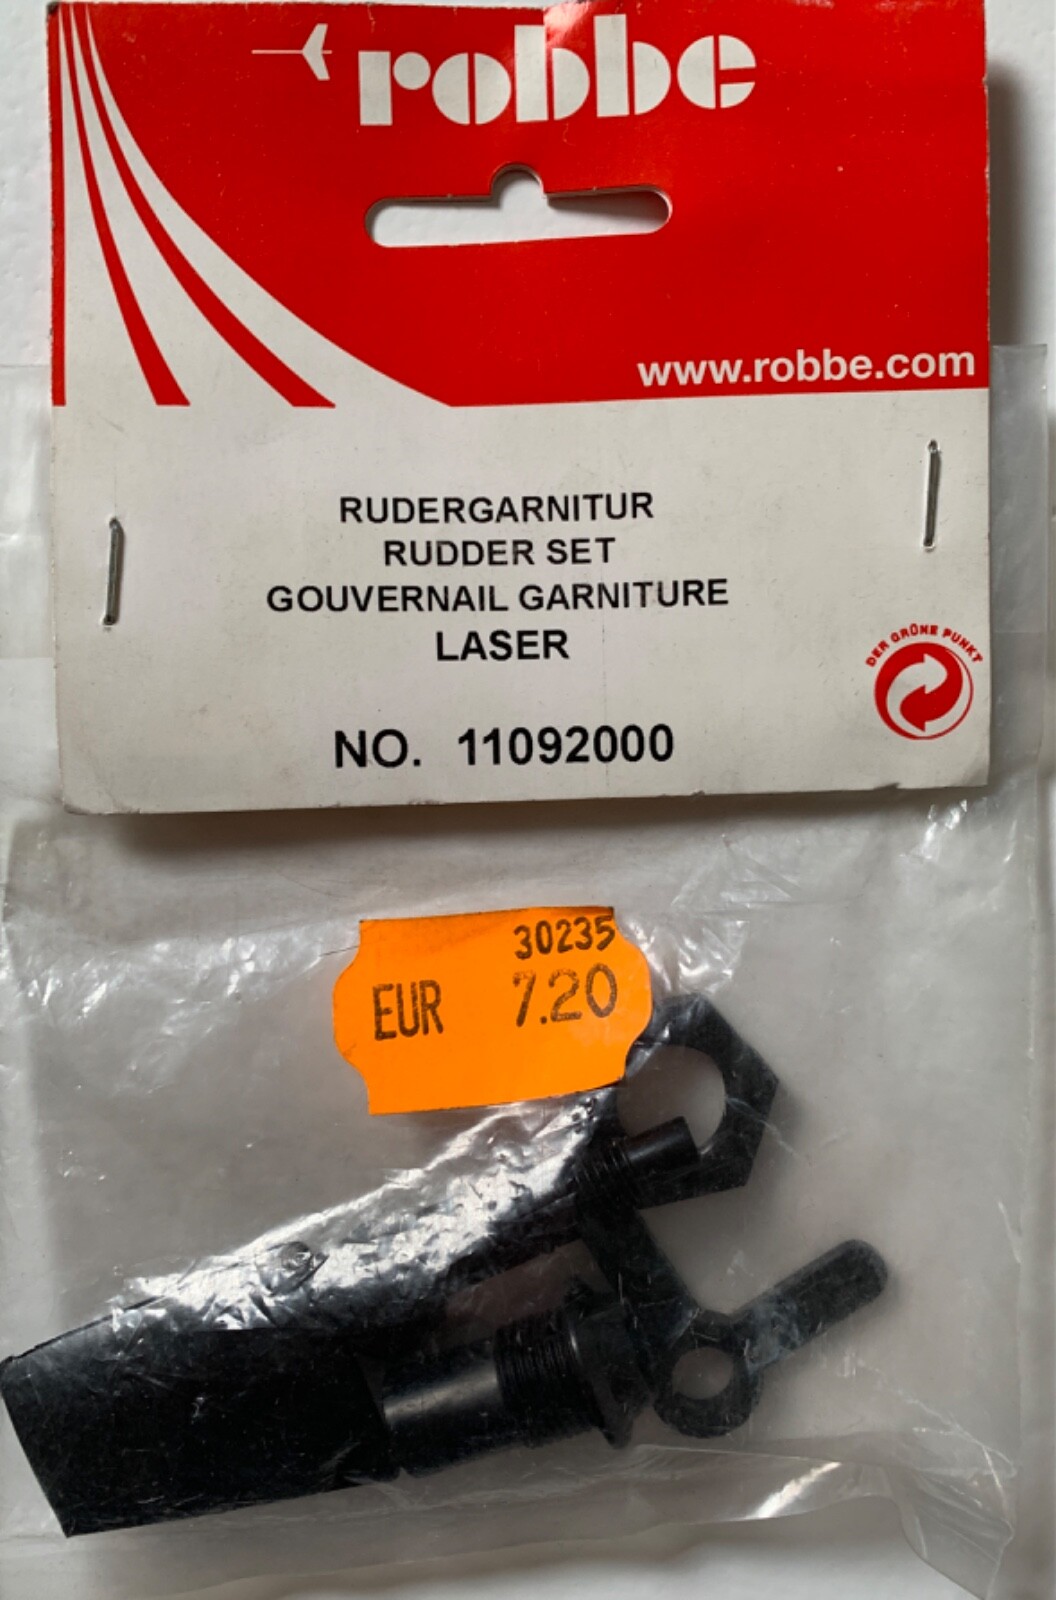 robbe
www.robbe.com
RUDERGARNITUR
RUDDER SET
GOUVERNAIL GARNITURE
LASER
DER GRÜNE PUNKT
NO. 11092000
30235
EUR 7.20